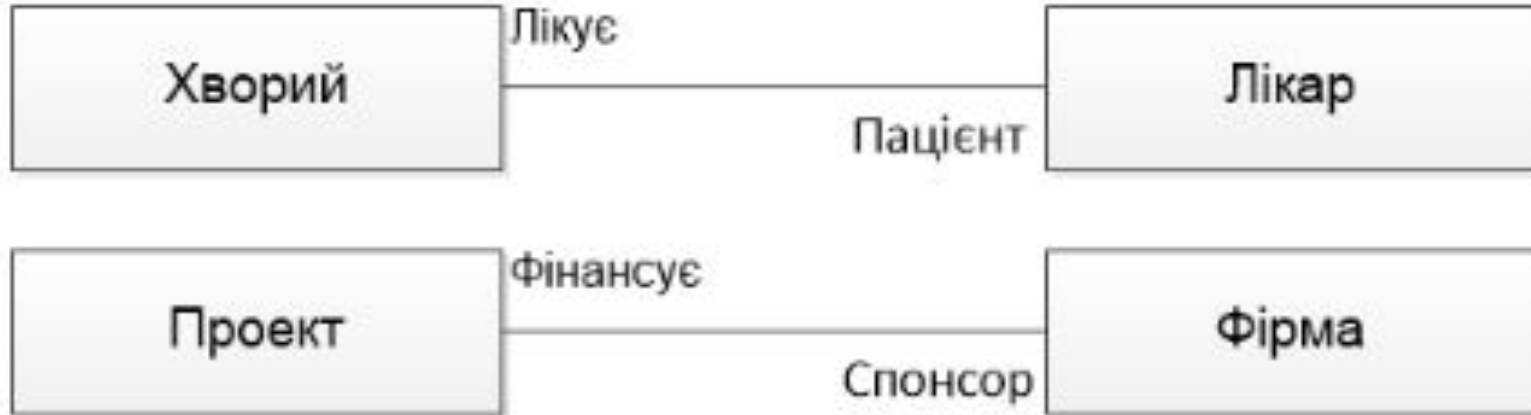 Лікує
Хворий
Лікар
Пацієнт
Фінансує
Проект
Фірма
Спонсор